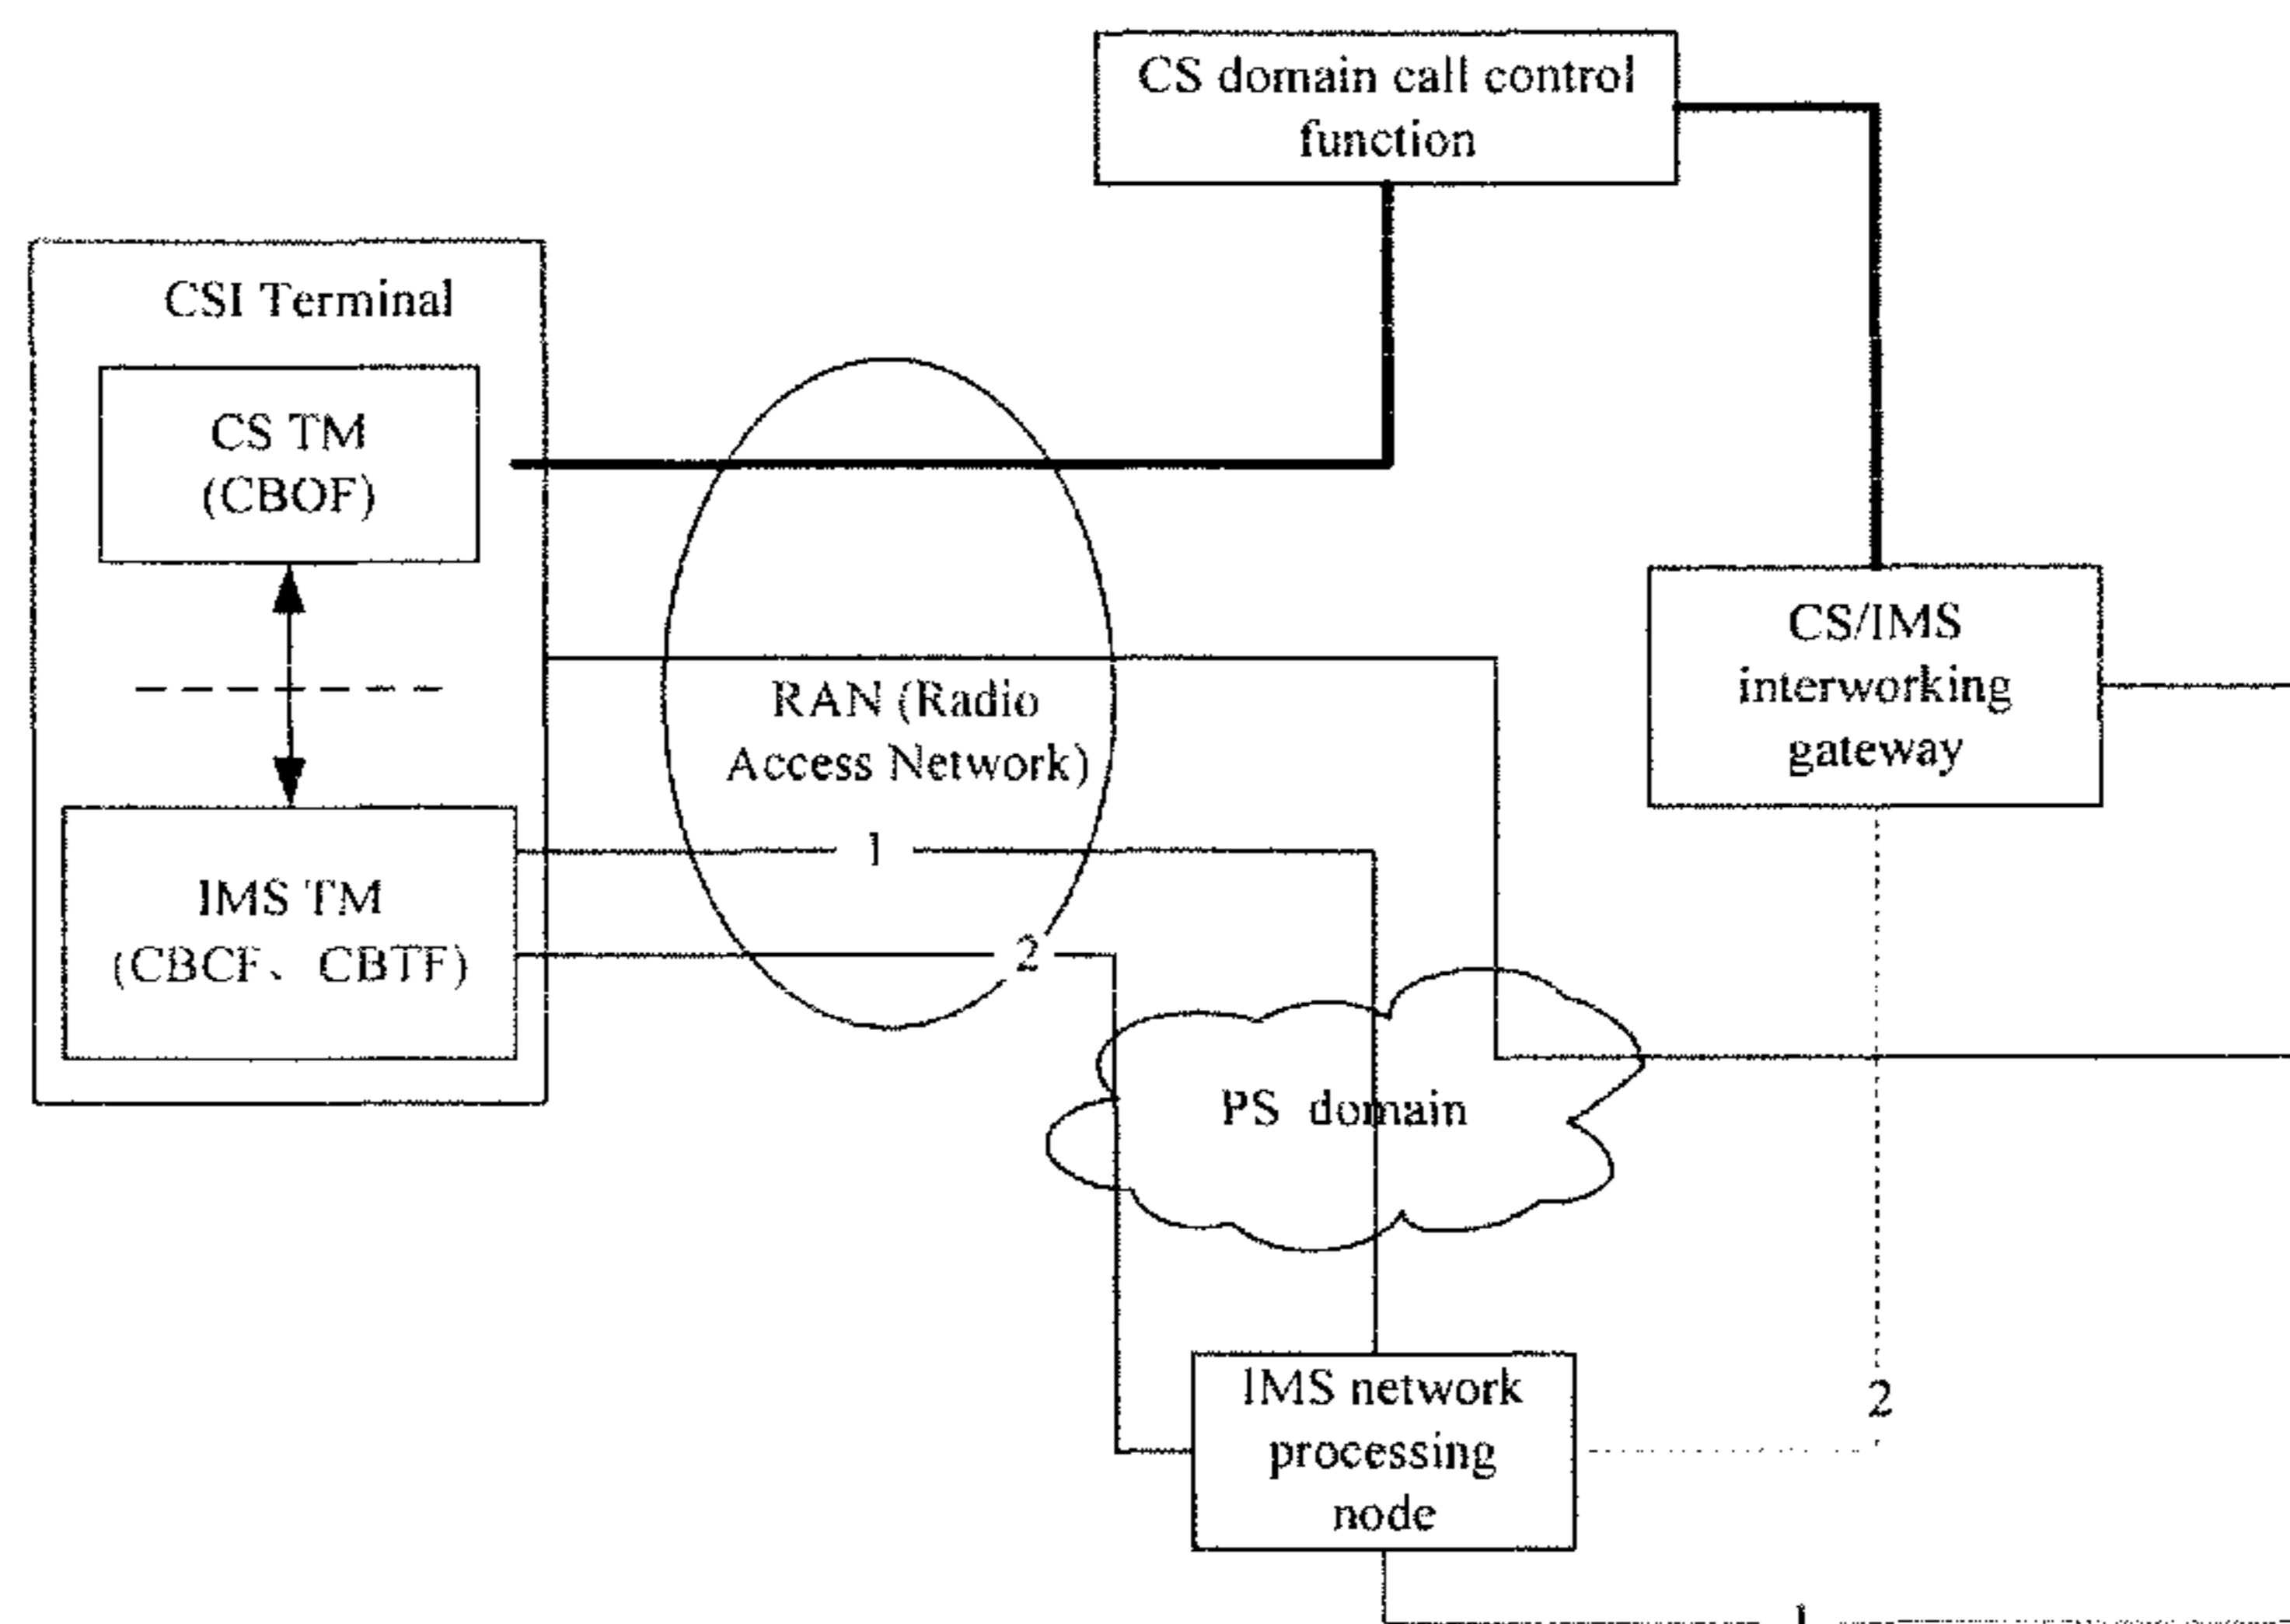 CS domain call control
function
CSI Terminal
CS TM
(CBOF)
CS/IMS
interworking
gateway
RAN (Radio
Access Network)
1
IMS TM
(CBCF、CBTF)
2
PS domain
IMS network
processing
node
2
1